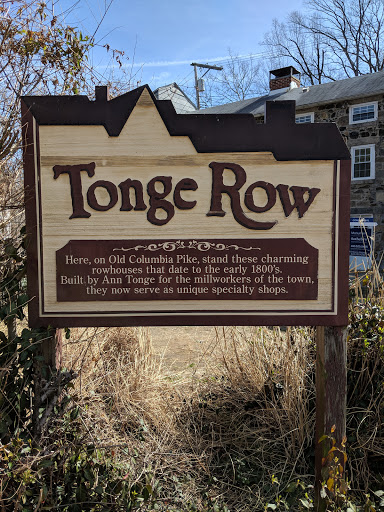 Tonge Row
Here, on Old Columbia Pike, stand these charming
rowhouses that date to the early 1800's.
Built by Ann Tonge for the millworkers of the town,
they now serve as unique specialty shops.